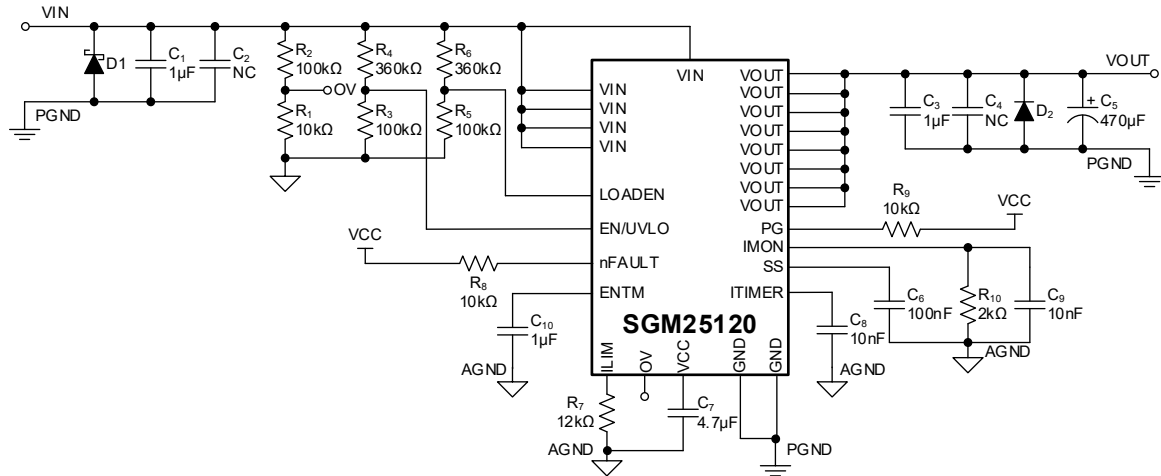 VIN
D1
C1
1µF
C2
NC
PGND
R2
100kΩ
OV
R1
10kΩ
R4
360kΩ
R3
100kΩ
R6
360kΩ
R5
100kΩ
VIN
VIN
VIN
VIN
VIN
LOADEN
EN/UVLO
nFAULT
ENTM
VCC
R8
10kΩ
C10
1µF
AGND
SGM25120
ILIM
OV
VCC
GND
GND
R7
12kΩ
AGND
C7
4.7µF
PGND
VOUT
VOUT
VOUT
VOUT
VOUT
VOUT
VOUT
VOUT
PG
IMON
SS
ITIMER
VOUT
C3
1µF
C4
NC
D2
+
C5
470µF
PGND
R9
10kΩ
VCC
C8
10nF
AGND
C6
100nF
R10
2kΩ
C9
10nF
AGND